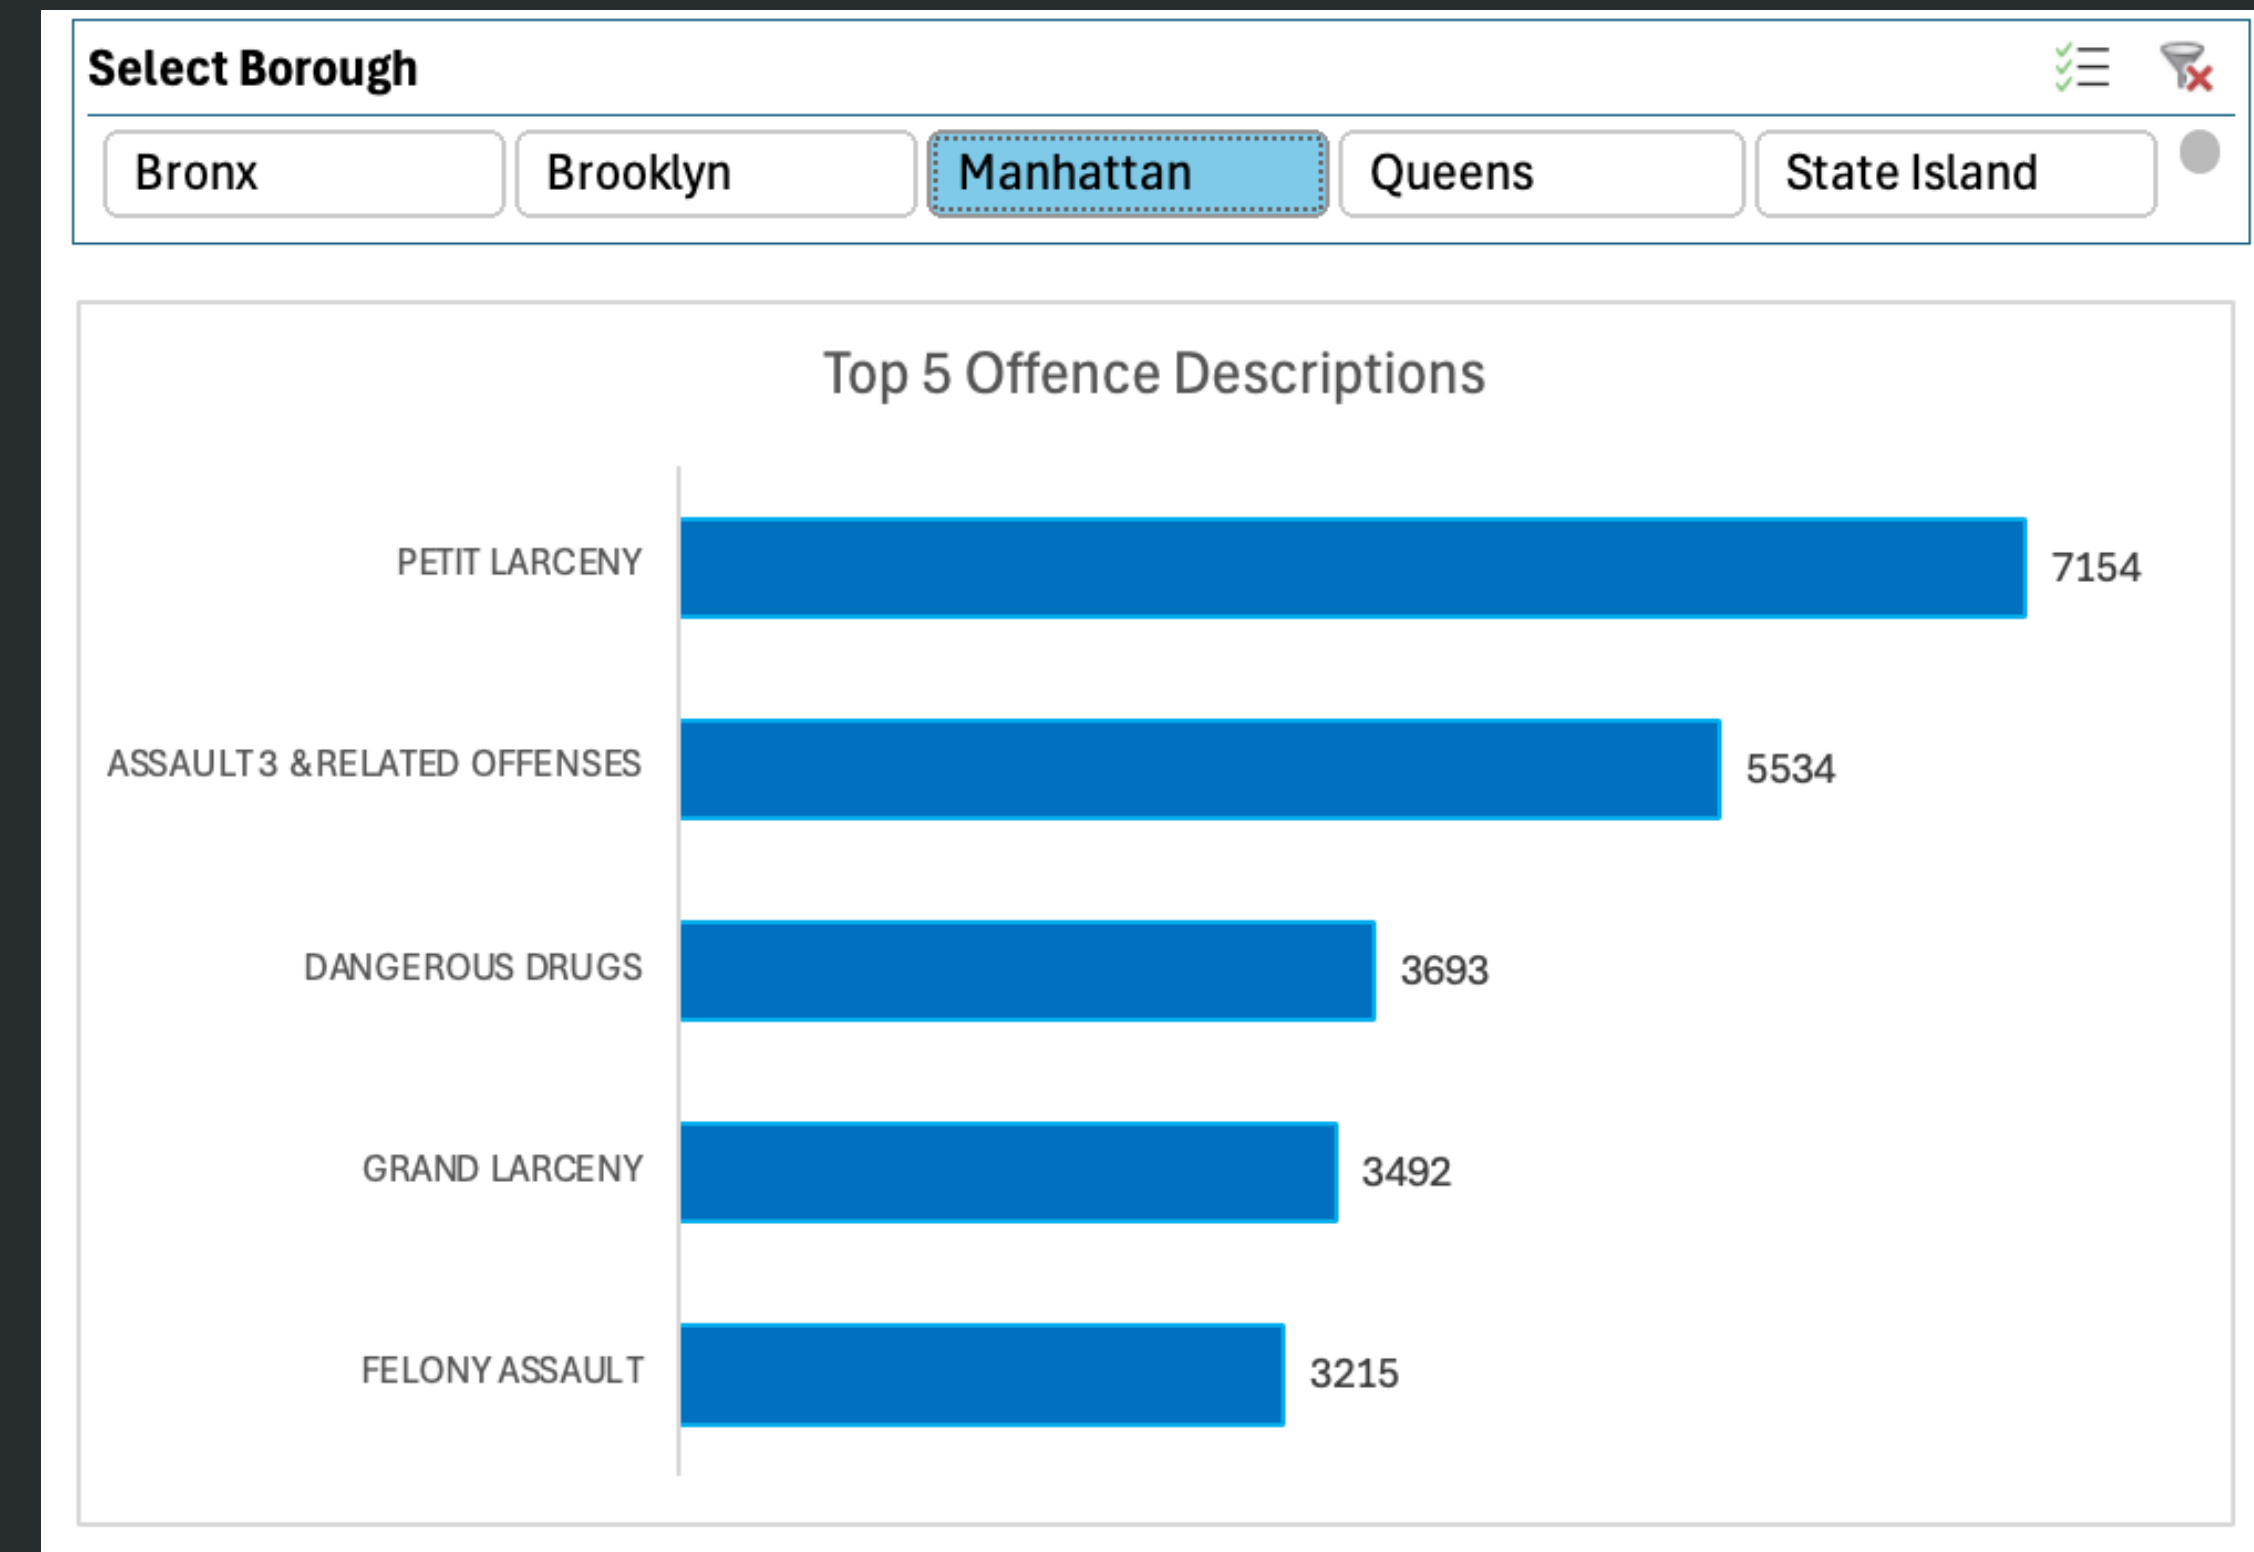 Select Borough
Bronx Brooklyn Manhattan Queens State Island
Top 5 Offence Descriptions
PETIT LARCENY 7154
ASSAULT 3 & RELATED OFFENSES 5534
DANGEROUS DRUGS 3693
GRAND LARCENY 3492
FELONY ASSAULT 3215